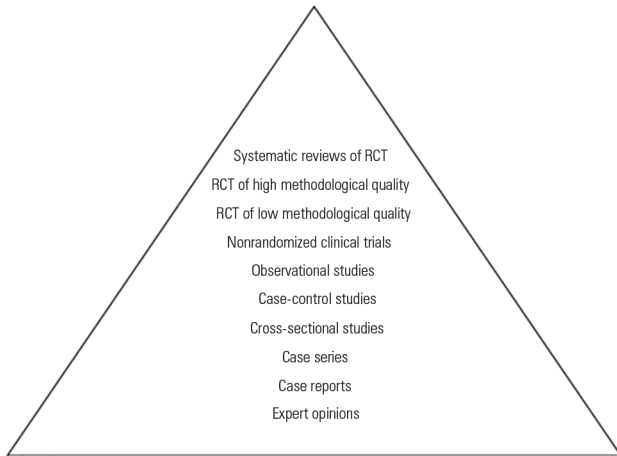 Systematic reviews of RCT
RCT of high methodological quality
RCT of low methodological quality
Nonrandomized clinical trials
Observational studies
Case-control studies
Cross-sectional studies
Case series
Case reports
Expert opinions